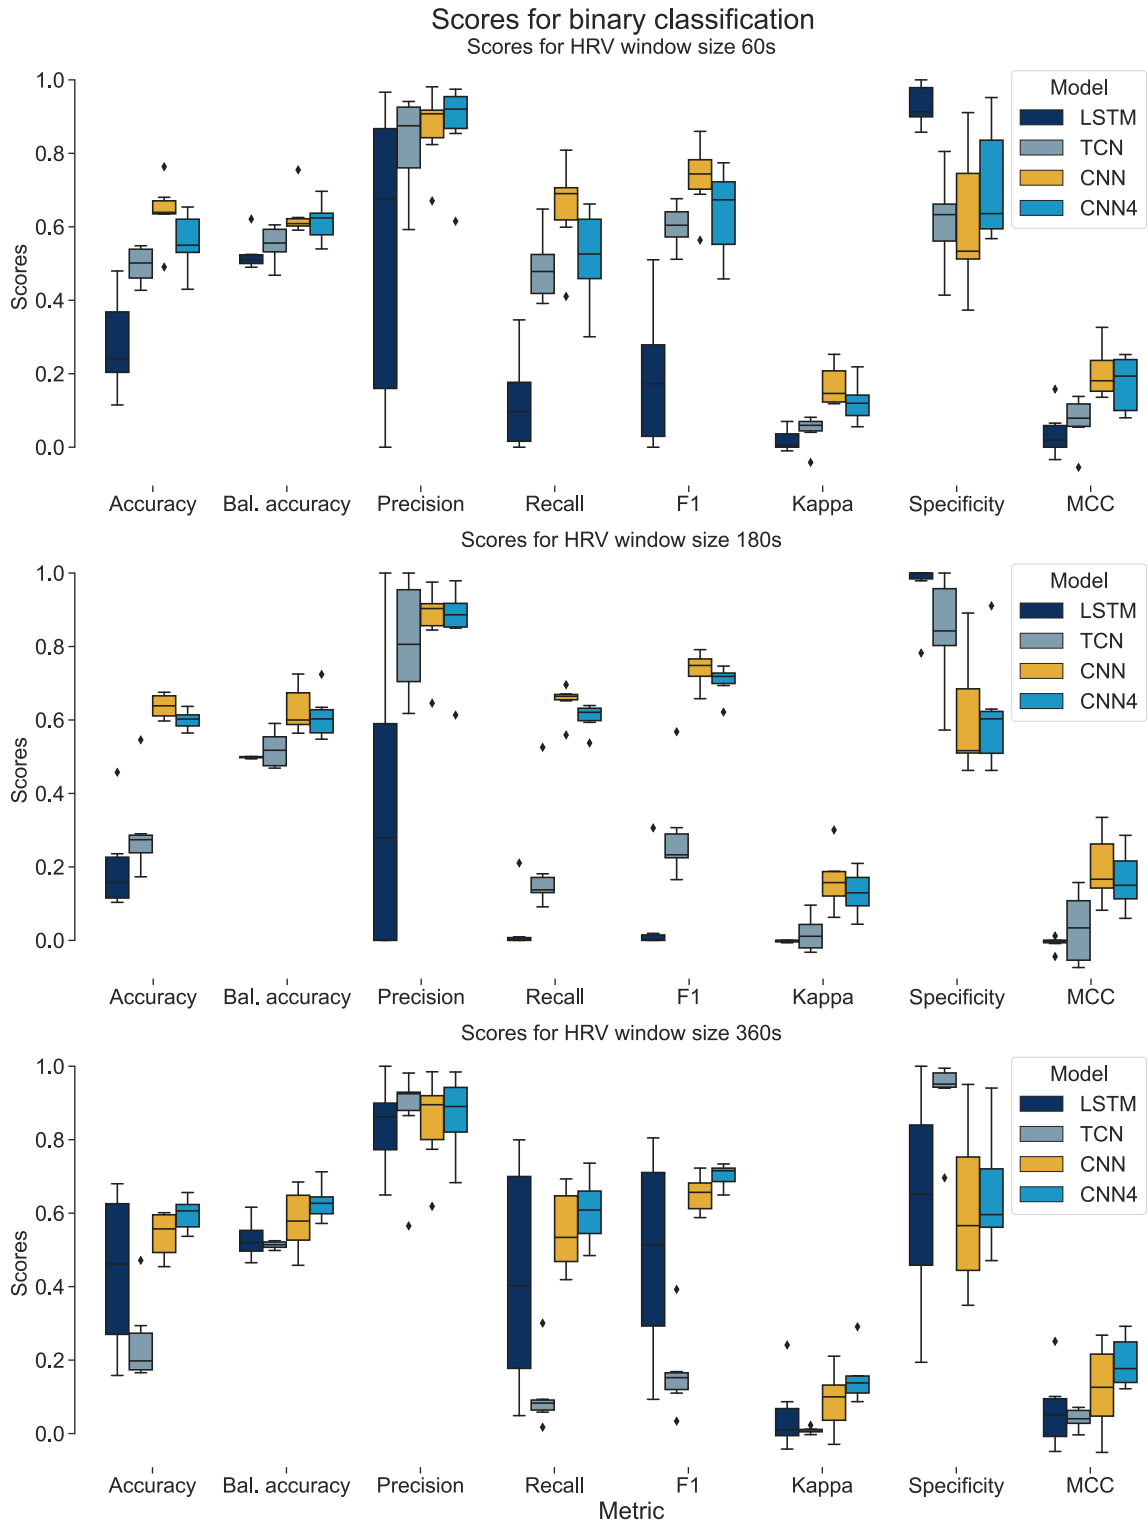 Scores for binary classification
Scores for HRV window size 60s
1.0
0.8
0.6
0.4
0.2
0.0
Scores
Model
LSTM
TCN
CNN
CNN4
Accuracy Bal. accuracy Precision Recall F1 Kappa Specificity MCC
Scores for HRV window size 180s
1.0
0.8
0.6
0.4
0.2
0.0
Scores
Model
LSTM
TCN
CNN
CNN4
Accuracy Bal. accuracy Precision Recall F1 Kappa Specificity MCC
Scores for HRV window size 360s
1.0
0.8
0.6
0.4
0.2
0.0
Scores
Model
LSTM
TCN
CNN
CNN4
Accuracy Bal. accuracy Precision Recall F1 Kappa Specificity MCC
Metric